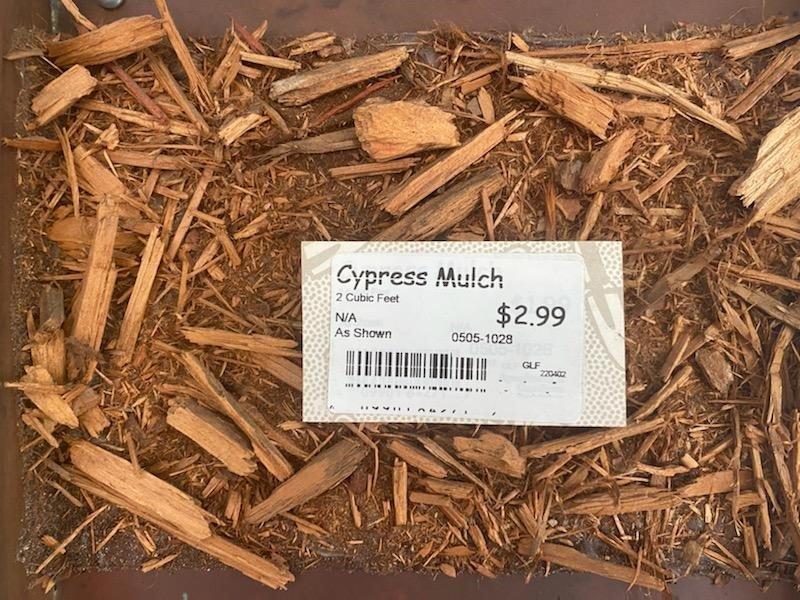 Cypress Mulch
2 Cubic Feet
N/A
$2.99
As Shown
0505-1028
GLF
220402